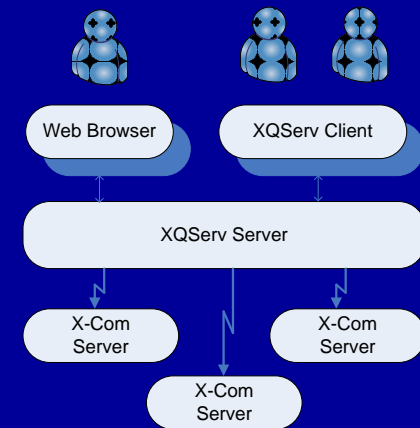 Web Browser
XQServ Client
XQServ Server
X-Com
Server
X-Com
Server
X-Com
Server